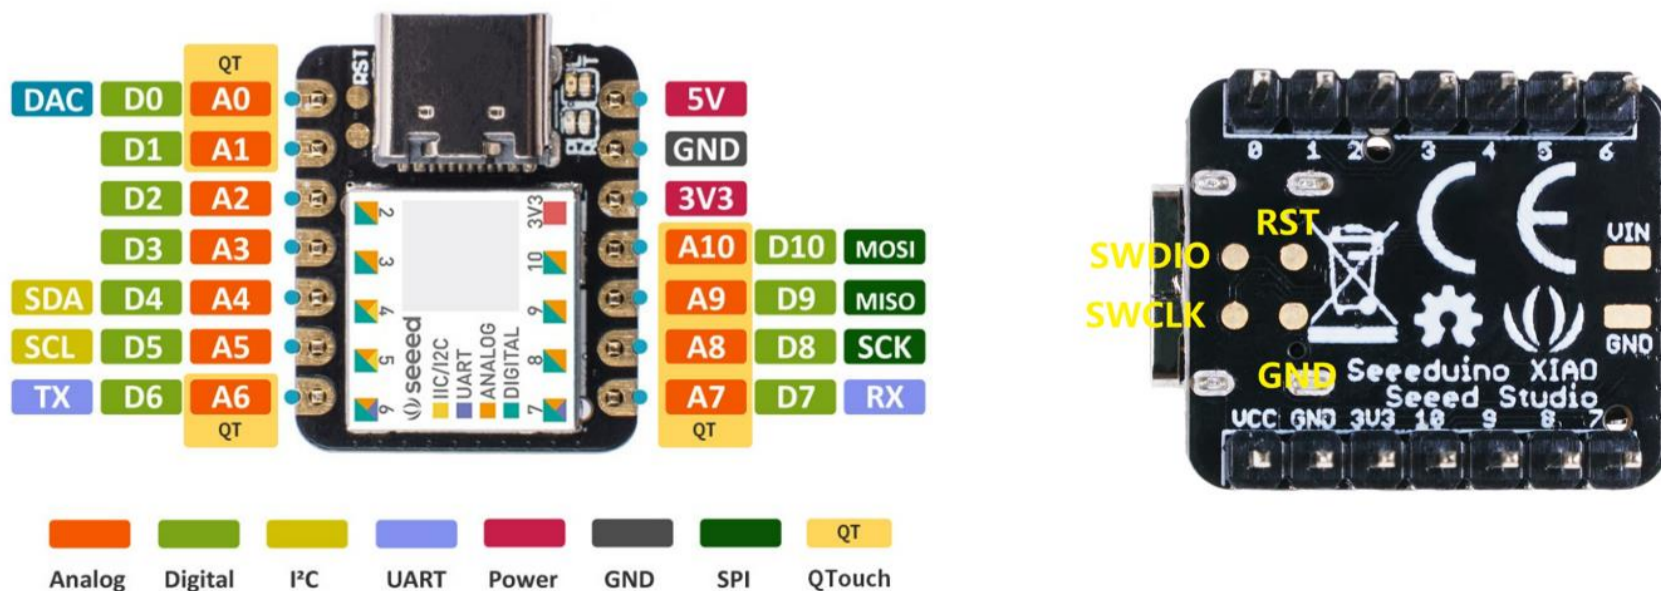 QT
DAC D0 A0 RST 5V
D1 A1 GND
D2 A2 3V3
D3 A3 A10 D10 MOSI
SDA D4 A4 A9 D9 MISO
SCL D5 A5 A8 D8 SCK
TX D6 A6 A7 D7 RX
QT QT
2 3V3
3 10
4 9
5 8
6 7
seeed
IIC/I2C
UART
ANALOG
DIGITAL
QT
Analog Digital I²C UART Power GND SPI QTouch
0 1 2 3 4 5 6
RST
SWDIO
SWCLK
GND
VIN
GND
Seeeduino XIAO
Seeed Studio
VCC GND 3V3 10 9 8 7